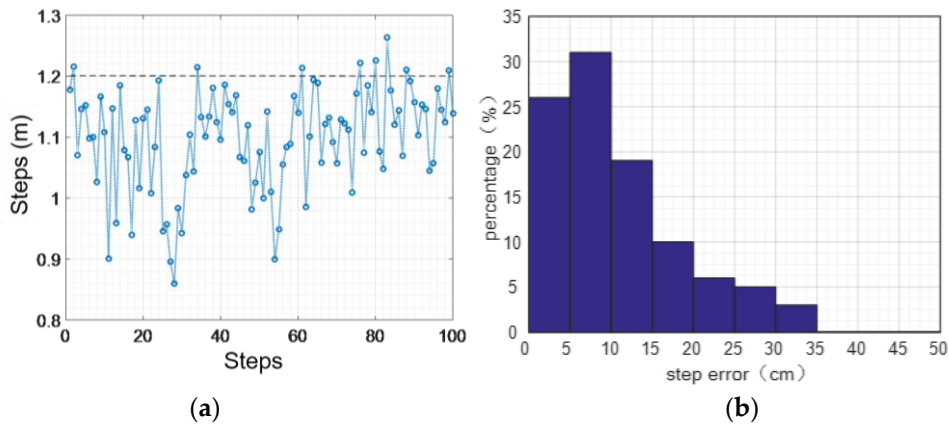 1.3
1.2
1.1
1
0.9
0.8
Steps (m)
0 20 40 60 80 100
Steps
(a)
35
30
25
20
15
10
5
0
percentage（%）
0 5 10 15 20 25 30 35 40 45 50
step error（cm）
(b)